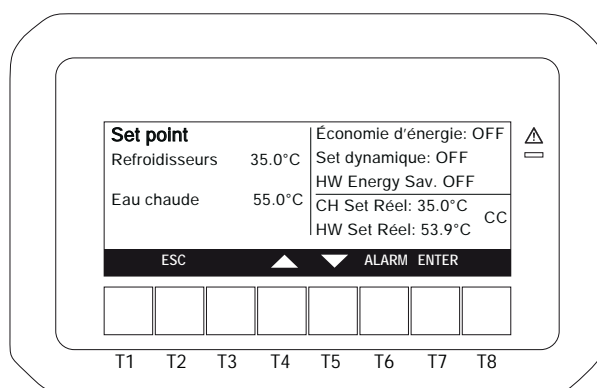 Set point
Refroidisseurs 35.0°C
Eau chaude 55.0°C
Économie d'énergie: OFF
Set dynamique: OFF
HW Energy Sav. OFF
CH Set Réel: 35.0°C
HW Set Réel: 53.9°C
CC
ESC ALARM ENTER
T1 T2 T3 T4 T5 T6 T7 T8